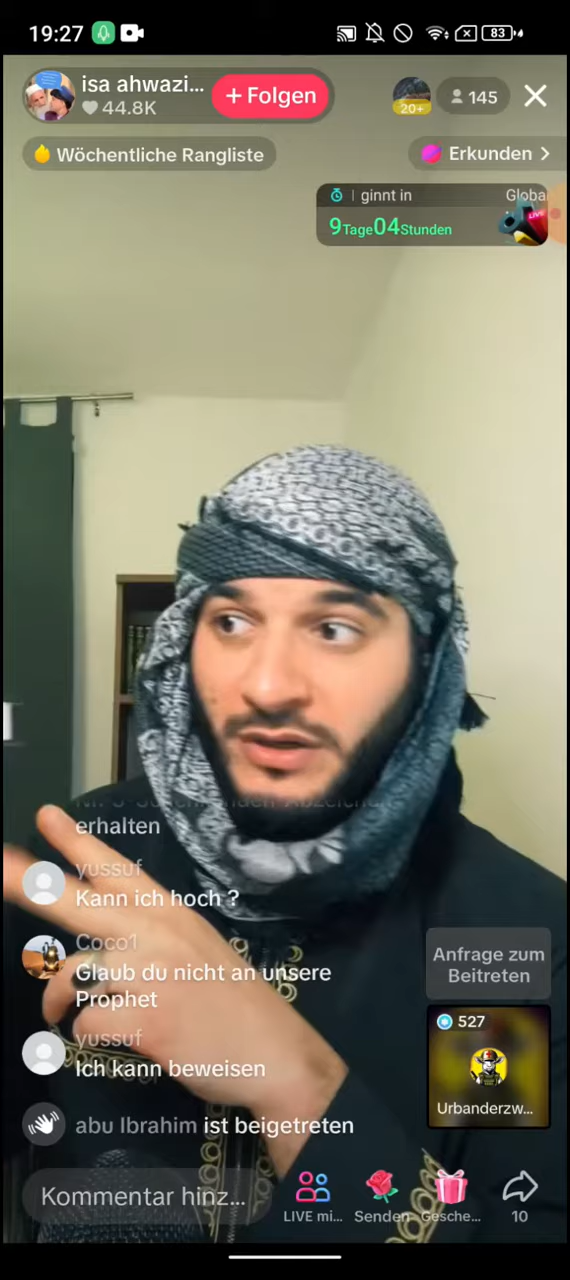 19:27
83
isa ahwazi...
44.8K
+ Folgen
20+
145
Wöchentliche Rangliste
Erkunden >
ginnt in
Globa
9Tage04Stunden
LIVE
erhalten
yussuf
Kann ich hoch ?
Coco1
Glaub du nicht an unsere
Prophet
yussuf
Ich kann beweisen
abu Ibrahim ist beigetreten
Anfrage zum
Beitreten
527
Urbanderzw...
Kommentar hinz...
LIVE mi...
Senden
Gesche...
10